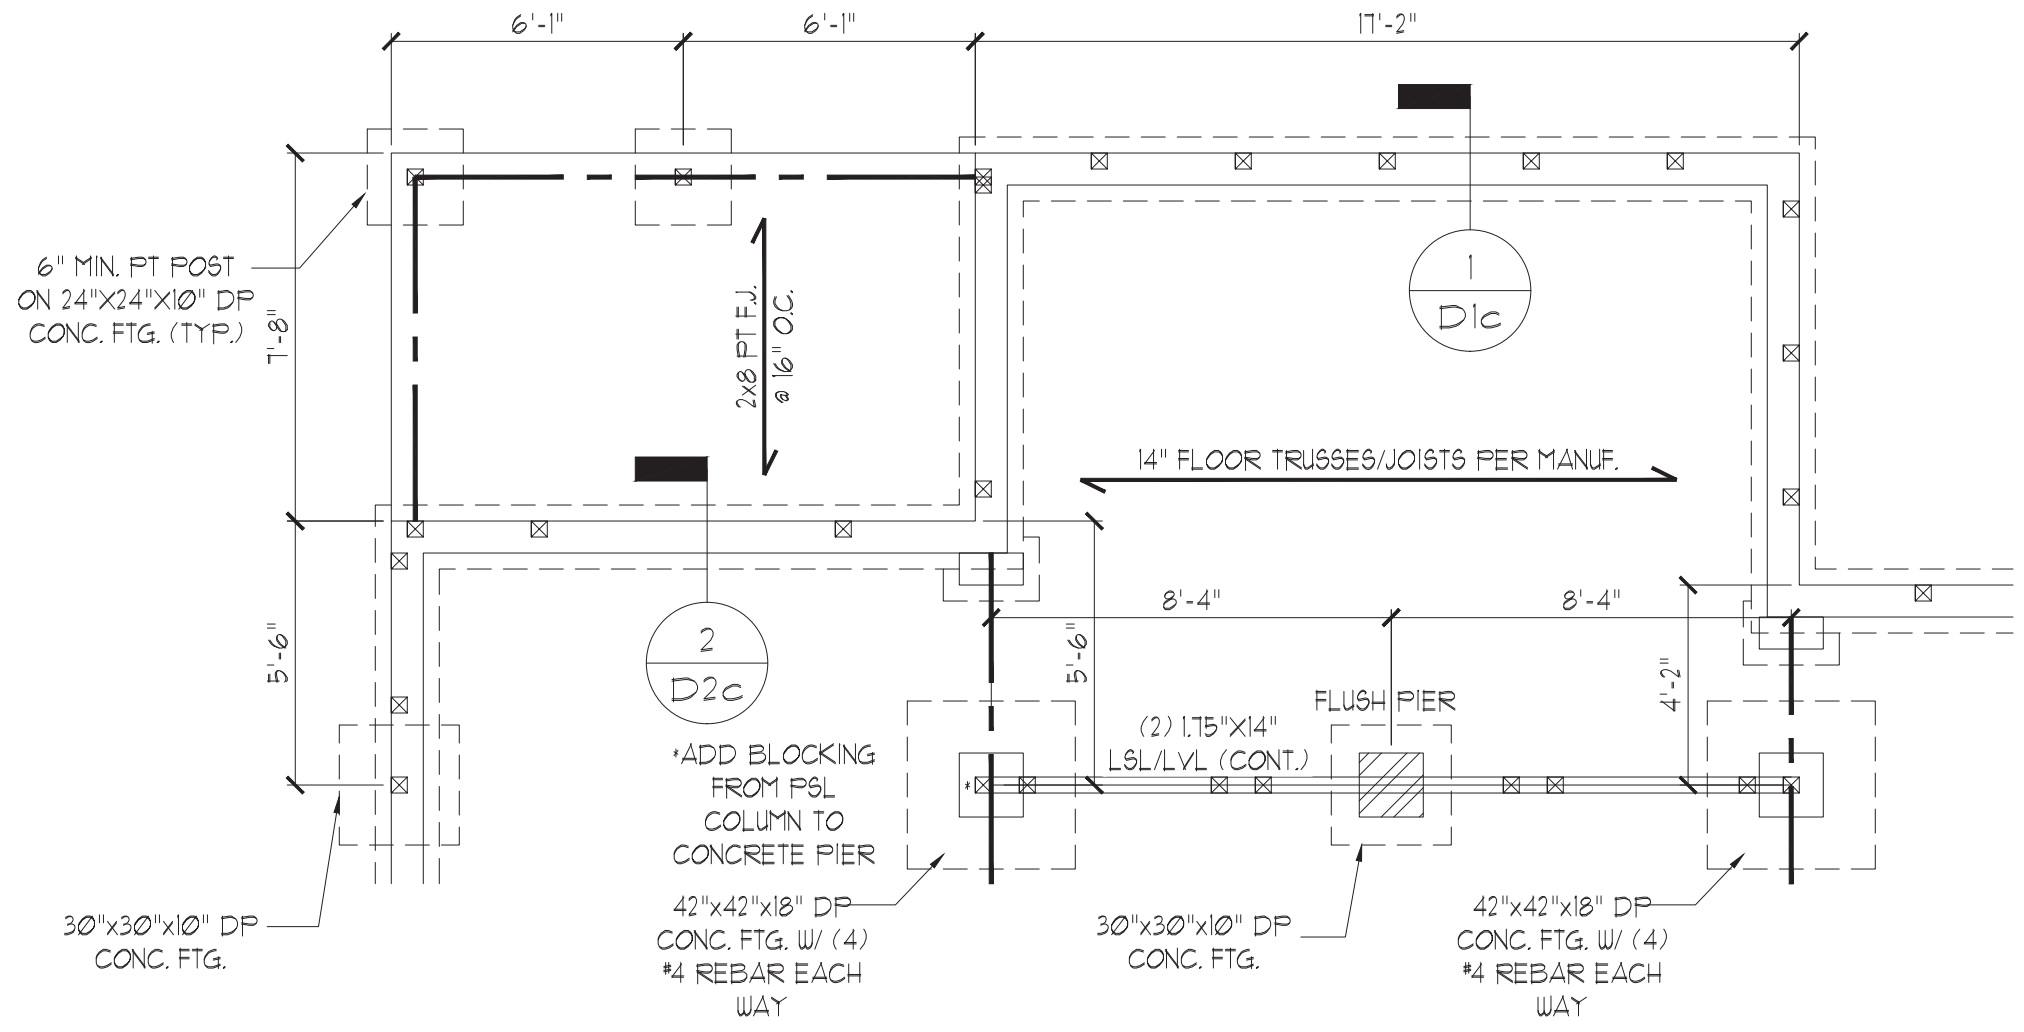 6'-1"
6'-1"
17'-2"
1
D1c
6" MIN. PT POST
ON 24"X24"X10" DP
CONC. FTG. (TYP.)
7'-8"
2x8 PT F.J.
@ 16" O.C.
14" FLOOR TRUSSES/JOISTS PER MANUF.
8'-4"
8'-4"
5'-6"
2
D2c
5'-6"
4'-2"
FLUSH PIER
(2) 1.75"X14"
LSL/LVL (CONT.)
*ADD BLOCKING
FROM PSL
COLUMN TO
CONCRETE PIER
*
30"x30"x10" DP
CONC. FTG.
42"x42"x18" DP
CONC. FTG. W/ (4)
#4 REBAR EACH
WAY
30"x30"x10" DP
CONC. FTG.
42"x42"x18" DP
CONC. FTG. W/ (4)
#4 REBAR EACH
WAY